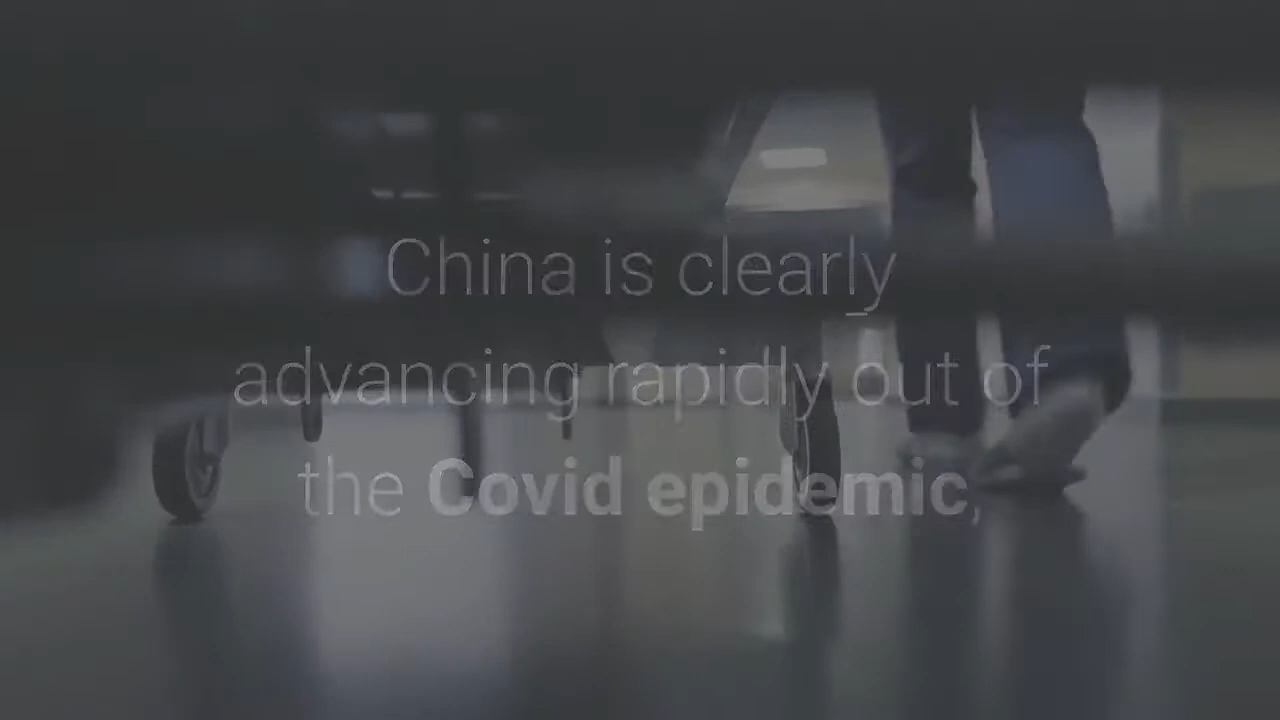 China is clearly
advancing rapidly out of
the Covid epidemic,